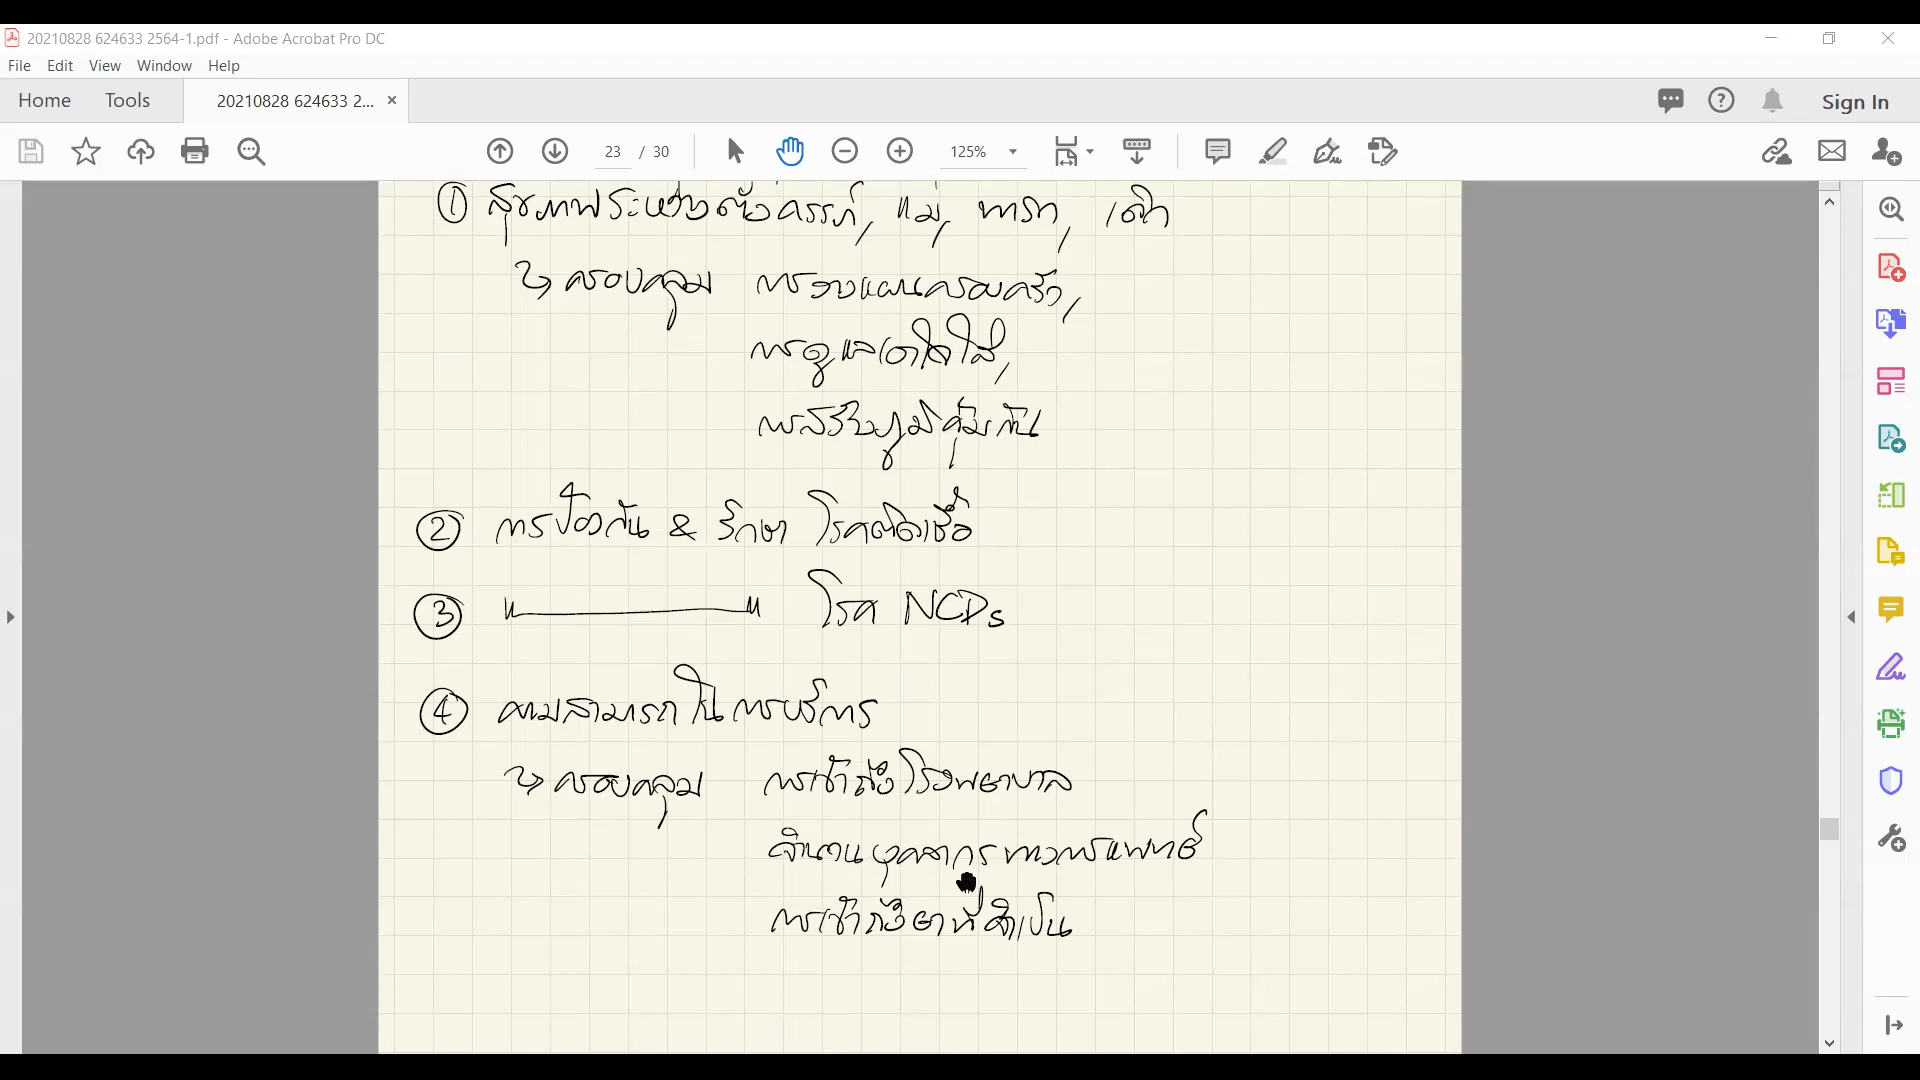 20210828 624633 2564-1.pdf - Adobe Acrobat Pro DC
File Edit View Window Help
Home Tools 20210828 624633 2... × Sign In
23 / 30 125%
① สุขภาพระหว่างตั้งครรภ์, แม่, ทารก, เด็ก
↳ ครอบคลุม การวางแผนครอบครัว,
การดูแลเอาใจใส่,
การสร้างภูมิคุ้มกัน
② การป้องกัน & รักษา โรคติดเชื้อ
③ "―――" โรค NCDs
④ ความสามารถในการบริการ
↳ ครอบคลุม การเข้าถึงโรงพยาบาล
จำนวนบุคลากรทางการแพทย์
การเข้าถึงยาที่จำเป็น